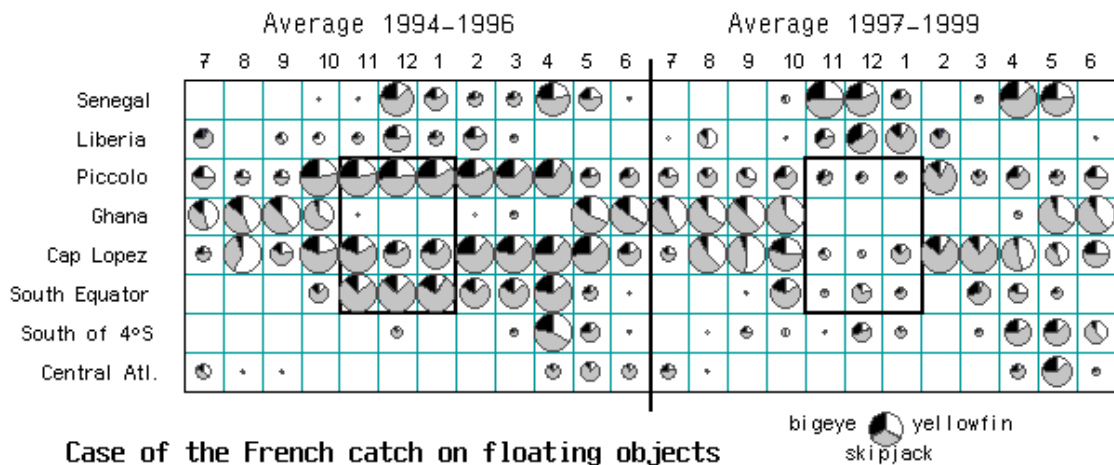 Average 1994-1996 Average 1997-1999
7 8 9 10 11 12 1 2 3 4 5 6 7 8 9 10 11 12 1 2 3 4 5 6
Senegal
Liberia
Piccolo
Ghana
Cap Lopez
South Equator
South of 4°S
Central Atl.
bigeye yellowfin
skipjack
Case of the French catch on floating objects